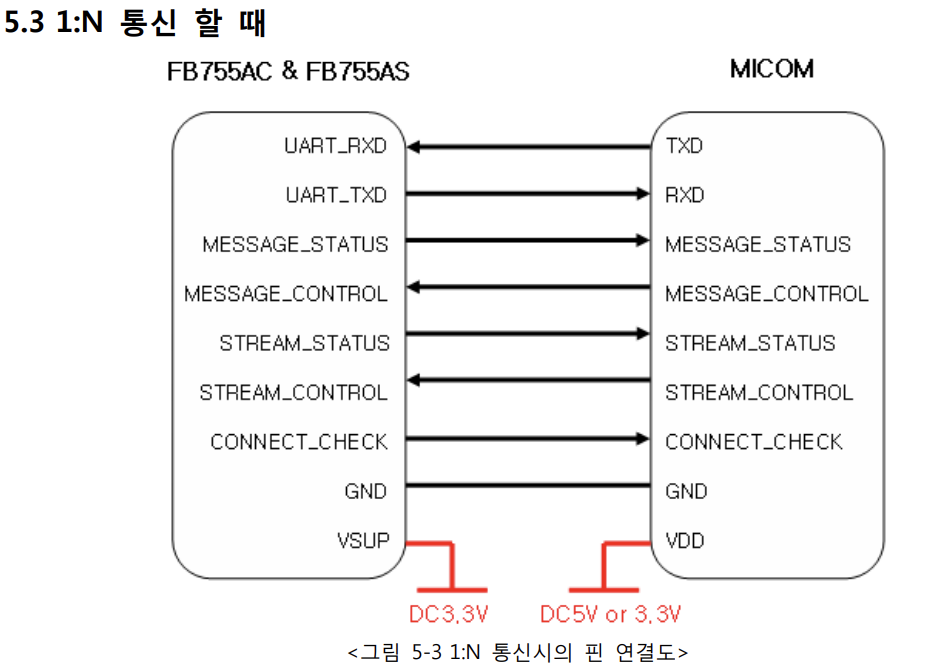 5.3 1:N 통신 할 때
FB755AC & FB755AS
MICOM
UART_RXD
TXD
UART_TXD
RXD
MESSAGE_STATUS
MESSAGE_STATUS
MESSAGE_CONTROL
MESSAGE_CONTROL
STREAM_STATUS
STREAM_STATUS
STREAM_CONTROL
STREAM_CONTROL
CONNECT_CHECK
CONNECT_CHECK
GND
GND
VSUP
VDD
DC3.3V
DC5V or 3.3V
<그림 5-3 1:N 통신시의 핀 연결도>